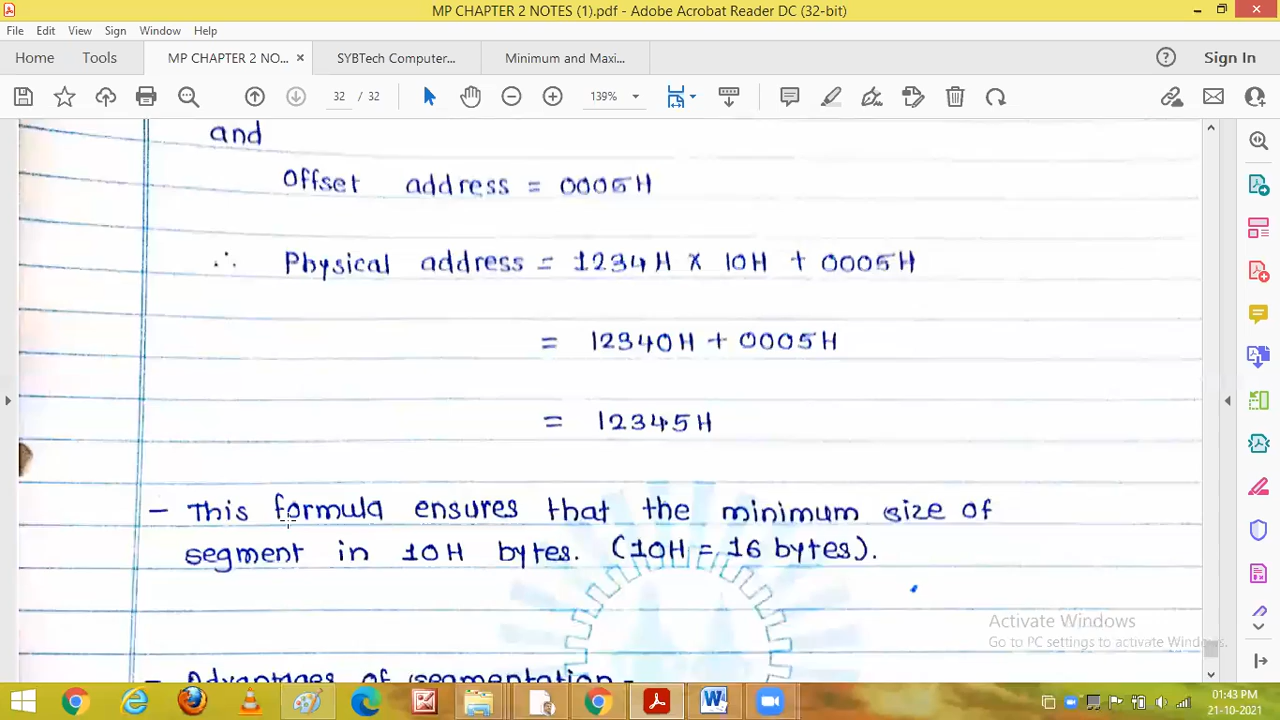 MP CHAPTER 2 NOTES (1).pdf - Adobe Acrobat Reader DC (32-bit)
File Edit View Sign Window Help
Home Tools MP CHAPTER 2 NO... × SYBTech Computer... Minimum and Maxi... Sign In
32 / 32 139%
and
Offset address = 0005H
∴ Physical address = 1234H × 10H + 0005H
= 12340H + 0005H
= 12345H
- This formula ensures that the minimum size of
segment in 10H bytes. (10H = 16 bytes).
Activate Windows
Go to PC settings to activate Windows.
- Advantages of segmentation -
01:43 PM
21-10-2021